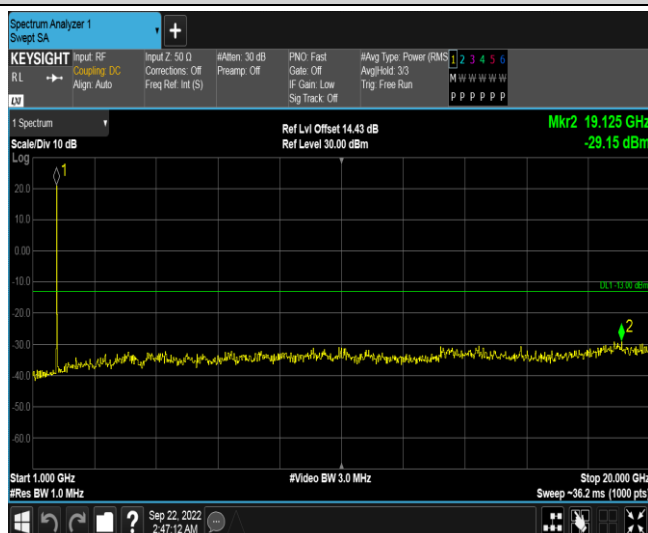 Spectrum Analyzer 1
Swept SA
+
KEYSIGHT
RL
Input: RF
Coupling: DC
Align: Auto
Input Z: 50 Ω
Corrections: Off
Freq Ref: Int (S)
#Atten: 30 dB
Preamp: Off
PNO: Fast
Gate: Off
IF Gain: Low
Sig Track: Off
#Avg Type: Power (RMS
Avg|Hold: 3/3
Trig: Free Run
1 2 3 4 5 6
M W W W W W
P P P P P P
LXI
1 Spectrum
Scale/Div 10 dB
Ref Lvl Offset 14.43 dB
Ref Level 30.00 dBm
Mkr2 19.125 GHz
-29.15 dBm
Log
1
20.0
10.0
0.00
-10.0
DL1 -13.00 dBm
-20.0
2
-30.0
-40.0
-50.0
-60.0
Start 1.000 GHz
#Res BW 1.0 MHz
#Video BW 3.0 MHz
Stop 20.000 GHz
Sweep ~36.2 ms (1000 pts)
?
Sep 22, 2022
2:47:12 AM